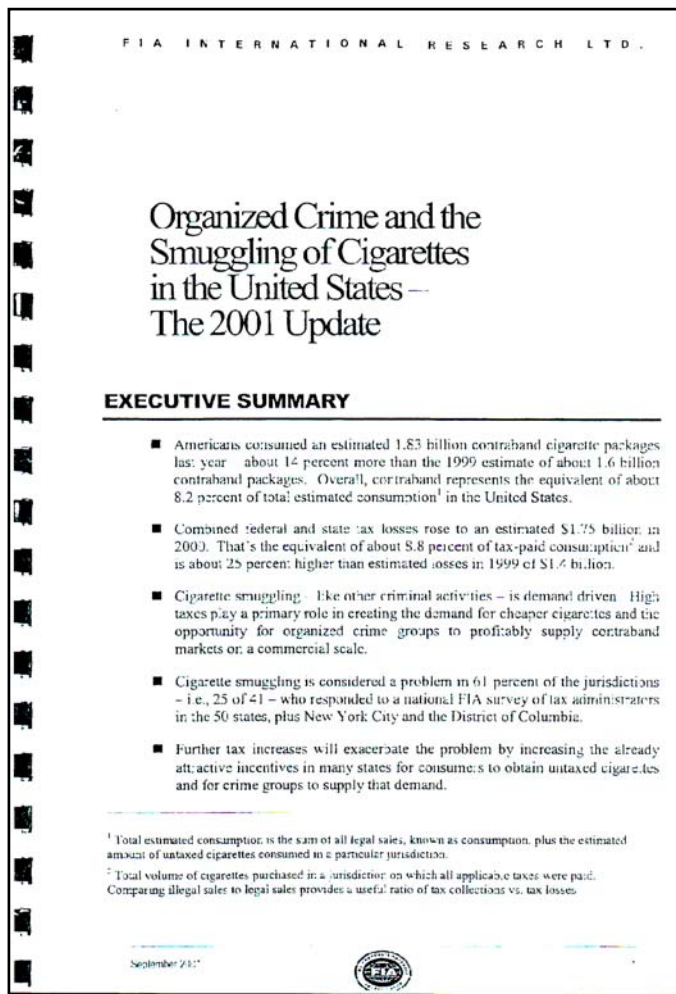 FIA INTERNATIONAL RESEARCH LTD.
Organized Crime and the
Smuggling of Cigarettes
in the United States –
The 2001 Update
EXECUTIVE SUMMARY
■ Americans consumed an estimated 1.83 billion contraband cigarette packages
last year – about 14 percent more than the 1999 estimate of about 1.6 billion
contraband packages. Overall, contraband represents the equivalent of about
8.2 percent of total estimated consumption¹ in the United States.
■ Combined federal and state tax losses rose to an estimated $1.75 billion in
2000. That's the equivalent of about 8.8 percent of tax-paid consumption² and
is about 25 percent higher than estimated losses in 1999 of $1.4 billion.
■ Cigarette smuggling – like other criminal activities – is demand driven. High
taxes play a primary role in creating the demand for cheaper cigarettes and the
opportunity for organized crime groups to profitably supply contraband
markets on a commercial scale.
■ Cigarette smuggling is considered a problem in 61 percent of the jurisdictions
– i.e., 25 of 41 – who responded to a national FIA survey of tax administraters
in the 50 states, plus New York City and the District of Columbia.
■ Further tax increases will exacerbate the problem by increasing the already
attractive incentives in many states for consumers to obtain untaxed cigarettes
and for crime groups to supply that demand.
¹ Total estimated consumption is the sum of all legal sales, known as consumption, plus the estimated
amount of untaxed cigarettes consumed in a particular jurisdiction.
² Total volume of cigarettes purchased in a jurisdiction on which all applicable taxes were paid.
Comparing illegal sales to legal sales provides a useful ratio of tax collections vs. tax losses
September 2001
FIA